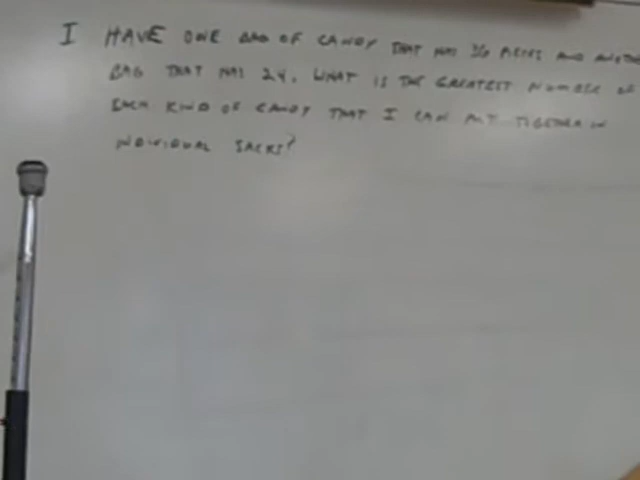 I HAVE ONE BAG OF CANDY THAT HAS 36 PIECES AND ANOTHE
BAG THAT HAS 24. WHAT IS THE GREATEST NUMBER OF
EACH KIND OF CANDY THAT I CAN PUT TOGETHER IN
INDIVIDUAL SACKS?